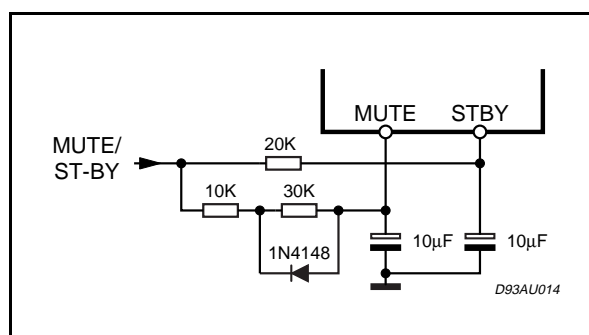 MUTE STBY
MUTE/
ST-BY
20K
10K 30K
1N4148
10µF 10µF
D93AU014